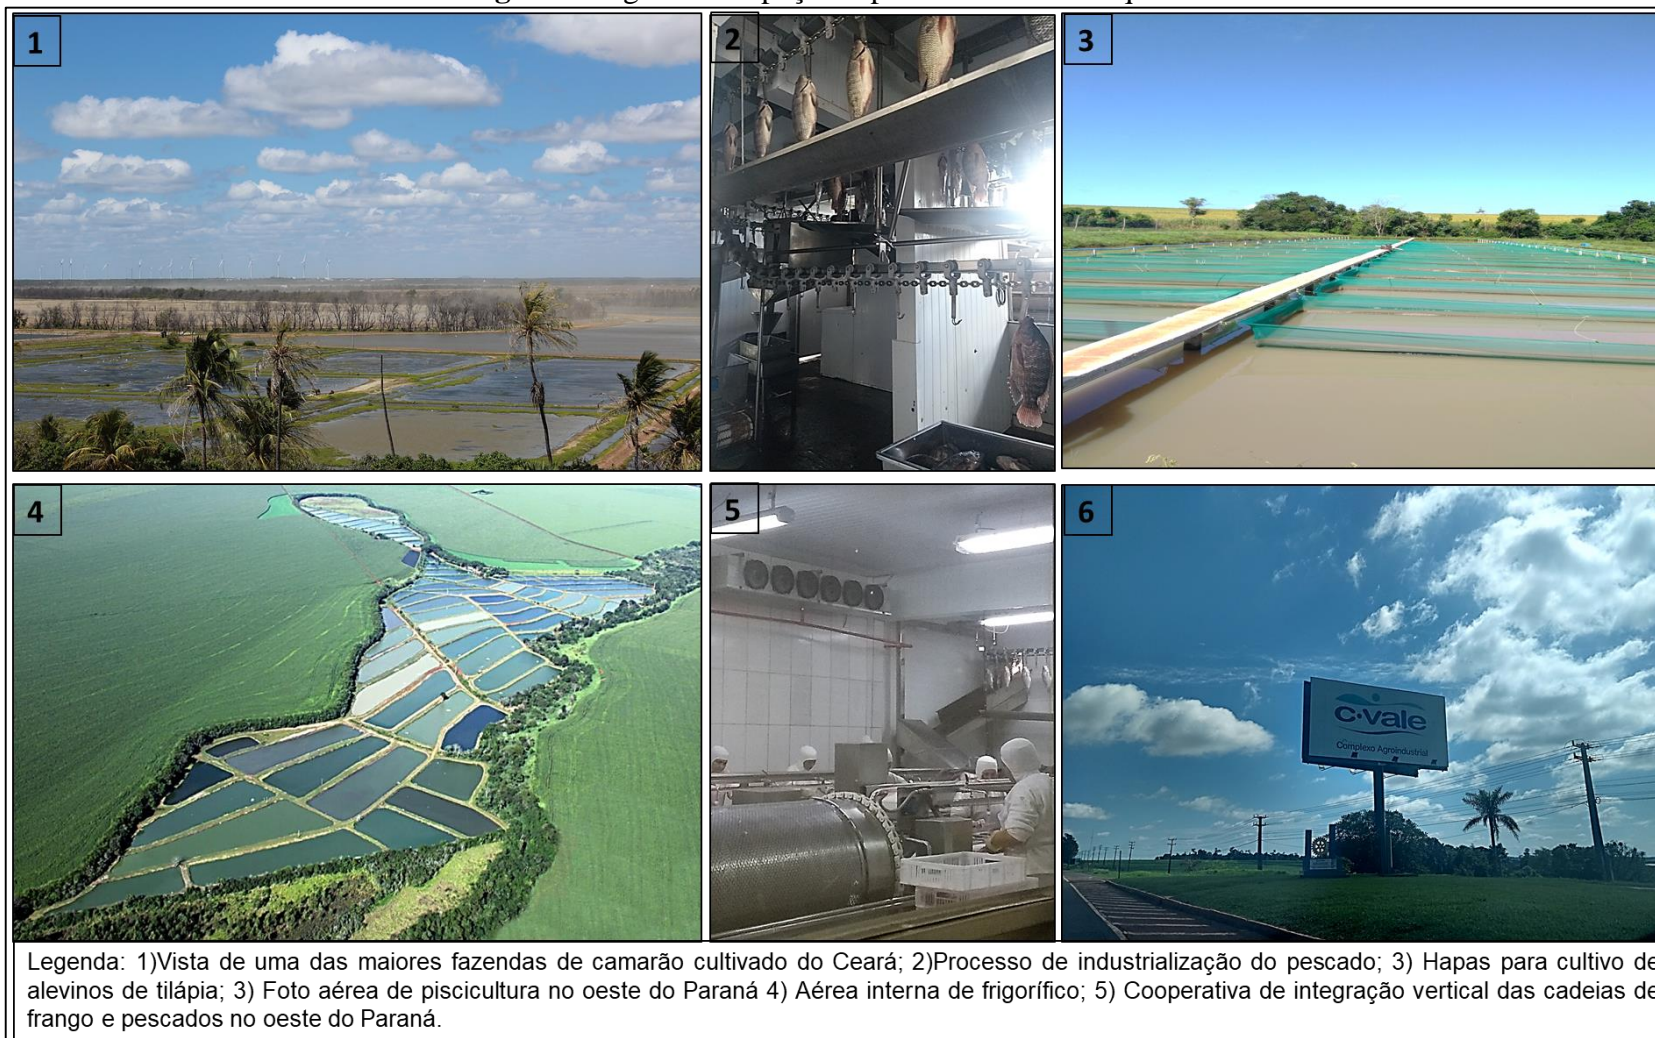 1
2
3
4
5
6
c·vale
Complexo Agroindustrial
Legenda: 1)Vista de uma das maiores fazendas de camarão cultivado do Ceará; 2)Processo de industrialização do pescado; 3) Hapas para cultivo de
alevinos de tilápia; 3) Foto aérea de piscicultura no oeste do Paraná 4) Aérea interna de frigorífico; 5) Cooperativa de integração vertical das cadeias de
frango e pescados no oeste do Paraná.